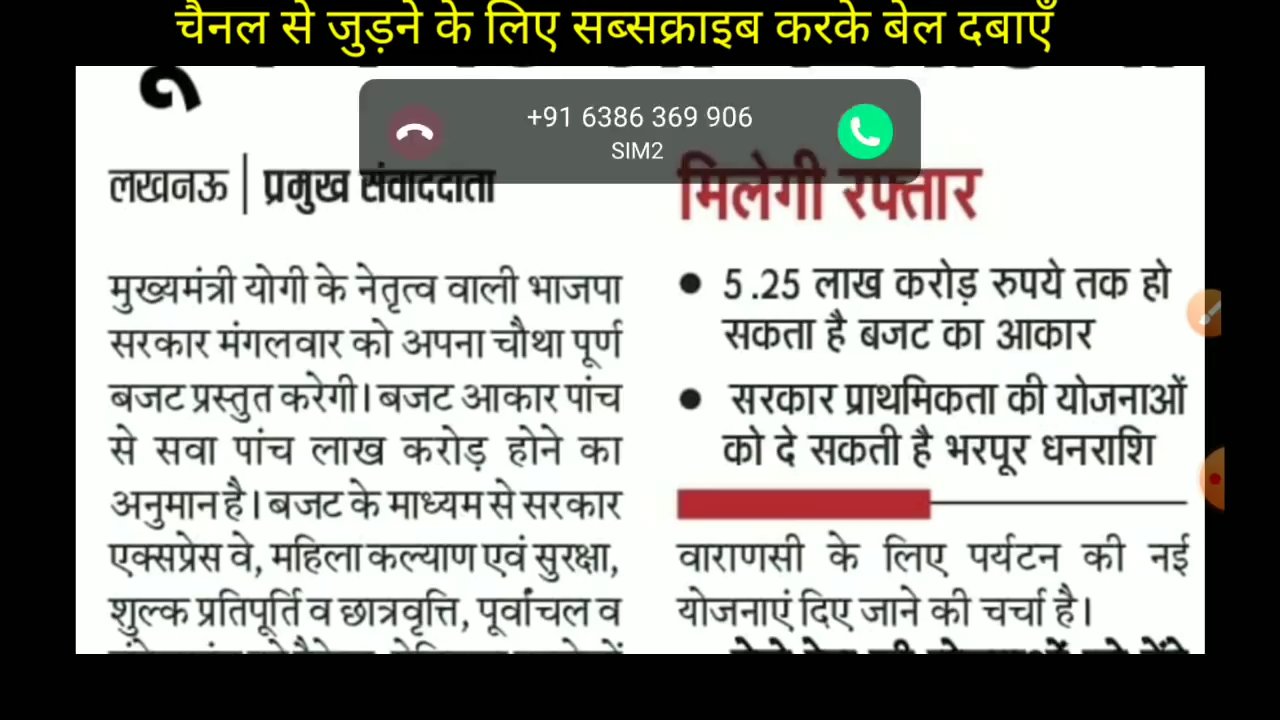 चैनल से जुड़ने के लिए सब्सक्राइब करके बेल दबाएँ
+91 6386 369 906
SIM2
लखनऊ | प्रमुख संवाददाता
मुख्यमंत्री योगी के नेतृत्व वाली भाजपा
सरकार मंगलवार को अपना चौथा पूर्ण
बजट प्रस्तुत करेगी। बजट आकार पांच
से सवा पांच लाख करोड़ होने का
अनुमान है। बजट के माध्यम से सरकार
एक्सप्रेस वे, महिला कल्याण एवं सुरक्षा,
शुल्क प्रतिपूर्ति व छात्रवृत्ति, पूर्वांचल व
मिलेगी रफ्तार
● 5.25 लाख करोड़ रुपये तक हो
सकता है बजट का आकार
● सरकार प्राथमिकता की योजनाओं
को दे सकती है भरपूर धनराशि
वाराणसी के लिए पर्यटन की नई
योजनाएं दिए जाने की चर्चा है।